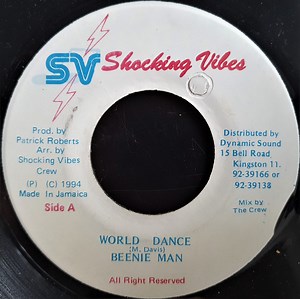 SV Shocking Vibes
Prod. by
Patrick Roberts
Arr. by
Shocking Vibes
Crew
(P) (C) 1994
Made In Jamaica
Side A
Distributed by
Dynamic Sound
15 Bell Road,
Kingston 11.
92-39166 or
92-39138
Mix by
The Crew
WORLD DANCE
(M. Davis)
BEENIE MAN
All Right Reserved